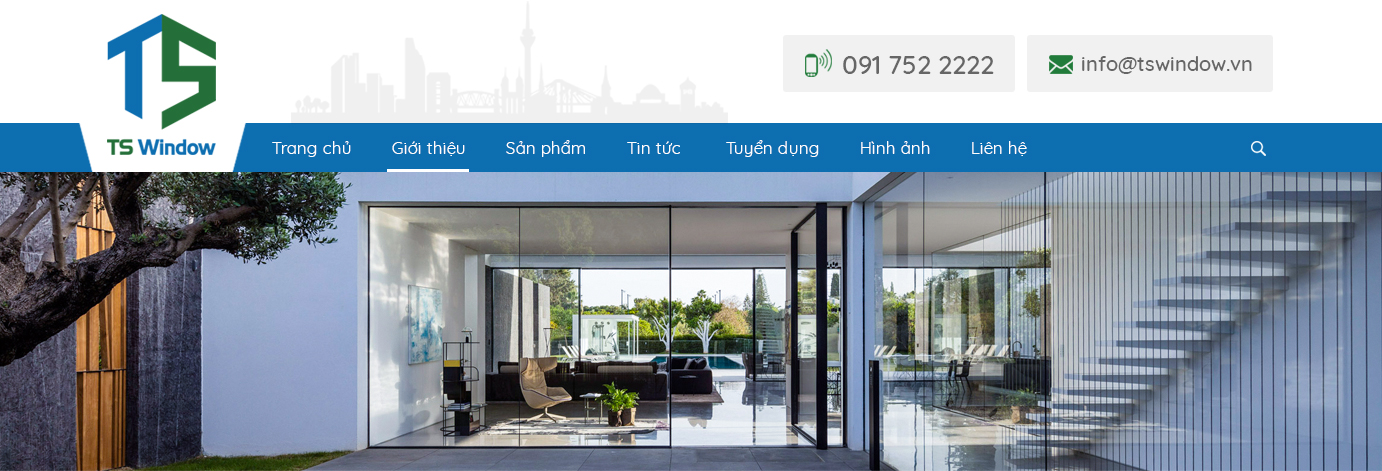 TS
TS Window
091 752 2222
info@tswindow.vn
Trang chủ Giới thiệu Sản phẩm Tin tức Tuyển dụng Hình ảnh Liên hệ